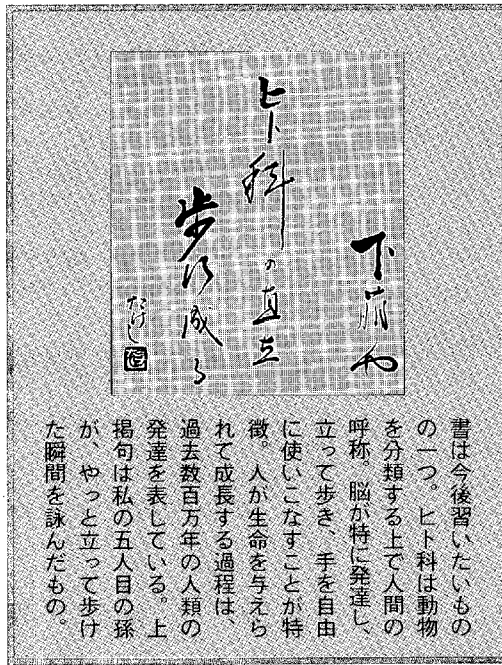 下萠や
ヒト科の直立
歩行成る
たけし
書は今後習いたいもの
の一つ。ヒト科は動物
を分類する上で人間の
呼称。脳が特に発達し、
立って歩き、手を自由
に使いこなすことが特
徴。人が生命を与えら
れて成長する過程は、
過去数百万年の人類の
発達を表している。上
掲句は私の五人目の孫
が、やっと立って歩け
た瞬間を詠んだもの。